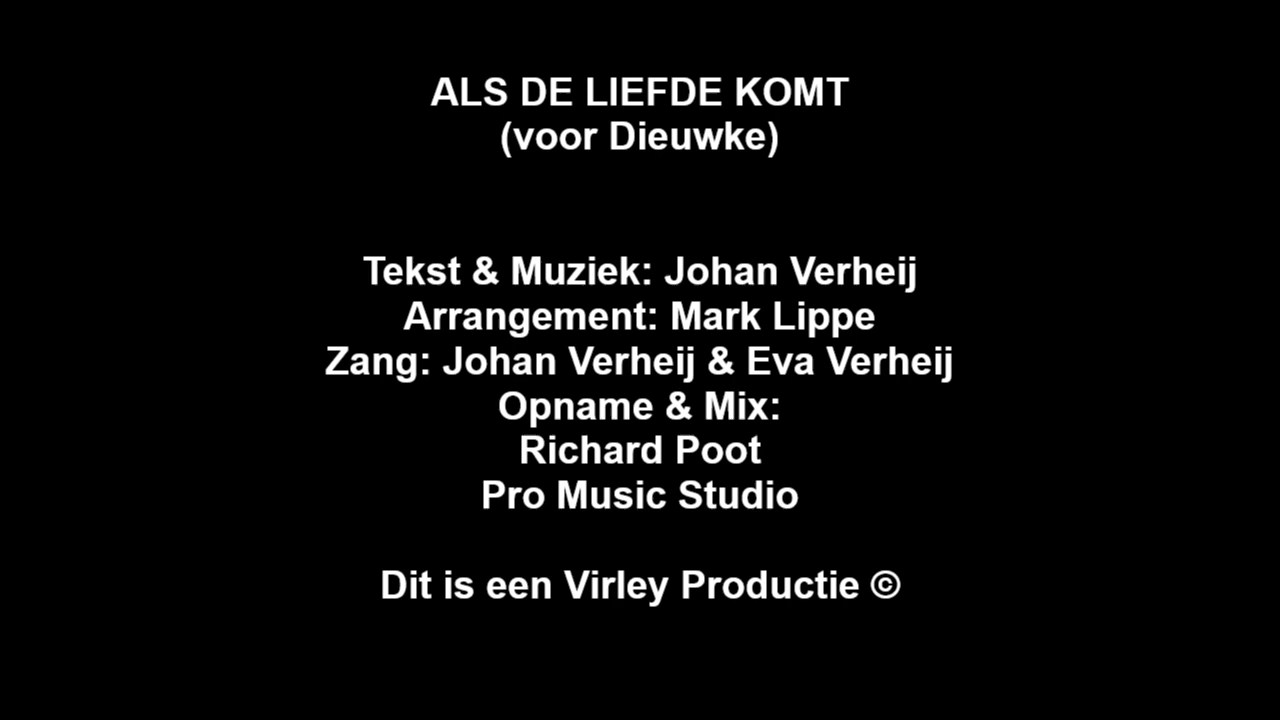 ALS DE LIEFDE KOMT
(voor Dieuwke)
Tekst & Muziek: Johan Verheij
Arrangement: Mark Lippe
Zang: Johan Verheij & Eva Verheij
Opname & Mix:
Richard Poot
Pro Music Studio
Dit is een Virley Productie ©